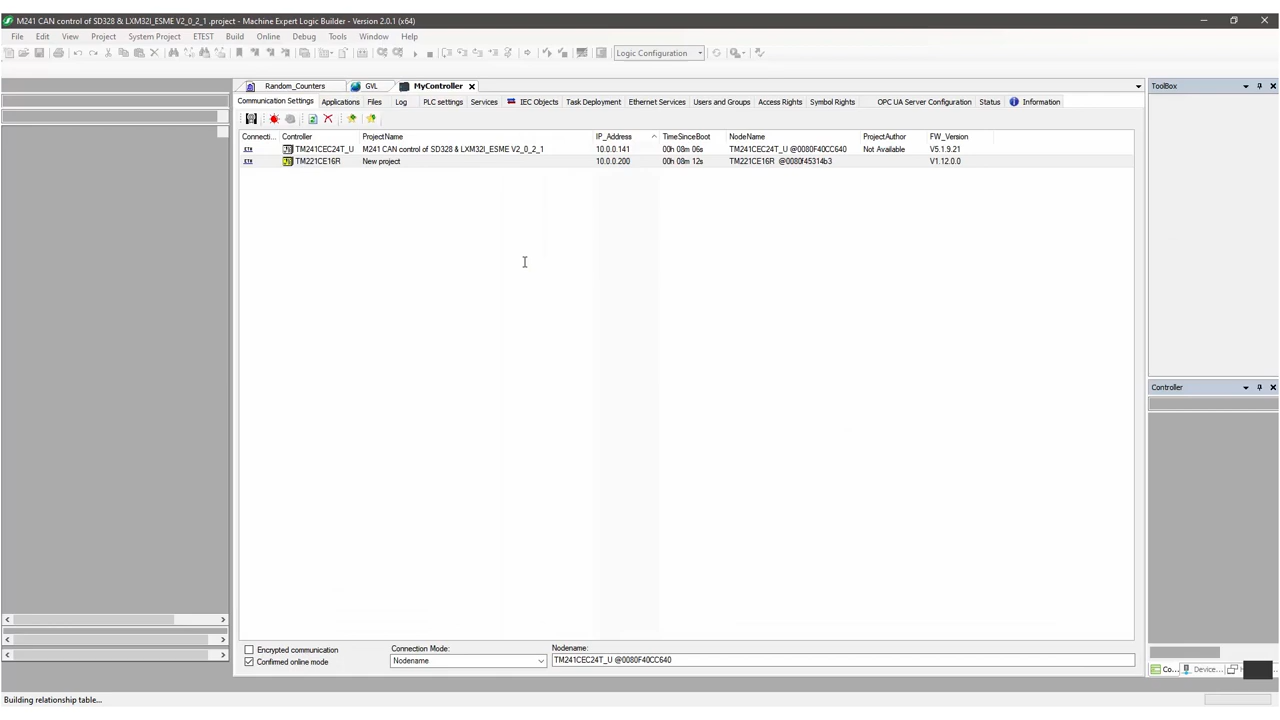 M241 CAN control of SD328 & LXM32I_ESME V2_0_2_1 .project - Machine Expert Logic Builder - Version 2.0.1 (x64)
File Edit View Project System Project ETEST Build Online Debug Tools Window Help
Logic Configuration
Random_Counters GVL MyController ToolBox
Communication Settings Applications Files Log PLC settings Services IEC Objects Task Deployment Ethernet Services Users and Groups Access Rights Symbol Rights OPC UA Server Configuration Status Information
Connecti... Controller ProjectName IP_Address TimeSinceBoot NodeName ProjectAuthor FW_Version
TM241CEC24T_U M241 CAN control of SD328 & LXM32I_ESME V2_0_2_1 10.0.0.141 00h 08m 06s TM241CEC24T_U @0080F40CC640 Not Available V5.1.9.21
TM221CE16R New project 10.0.0.200 00h 08m 12s TM221CE16R @0080f45314b3 V1.12.0.0
Controller
Encrypted communication
Confirmed online mode
Connection Mode:
Nodename
Nodename:
TM241CEC24T_U @0080F40CC640
Co... Device...
Building relationship table...